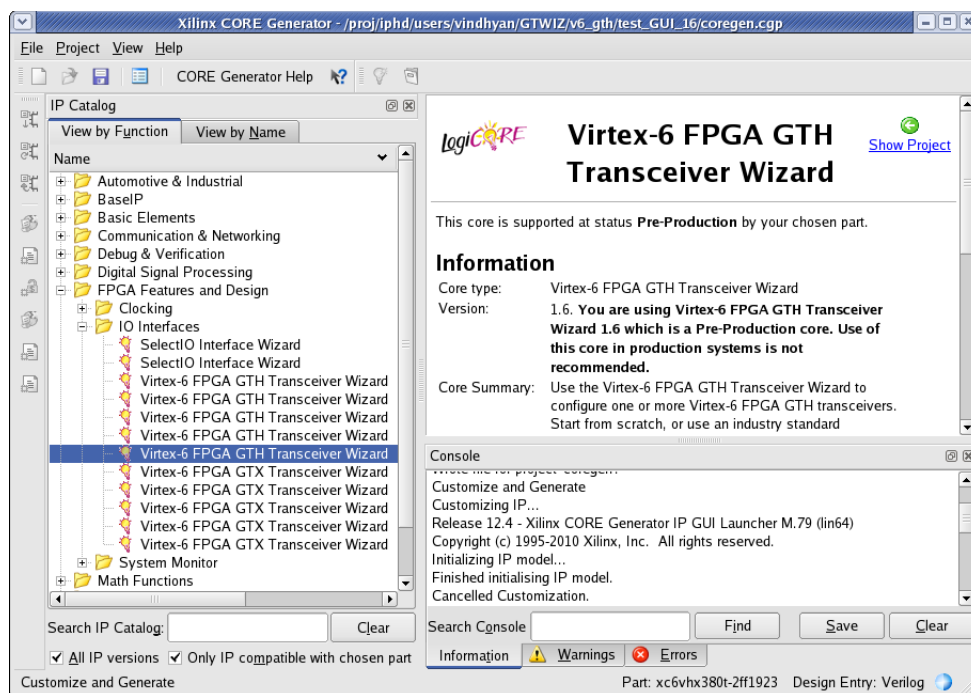 Xilinx CORE Generator - /proj/iphd/users/vindhyan/GTWIZ/v6_gth/test_GUI_16/coregen.cgp
File Project View Help
CORE Generator Help
IP Catalog
View by Function View by Name
Name
Automotive & Industrial
BaseIP
Basic Elements
Communication & Networking
Debug & Verification
Digital Signal Processing
FPGA Features and Design
Clocking
IO Interfaces
SelectIO Interface Wizard
SelectIO Interface Wizard
Virtex-6 FPGA GTH Transceiver Wizard
Virtex-6 FPGA GTH Transceiver Wizard
Virtex-6 FPGA GTH Transceiver Wizard
Virtex-6 FPGA GTH Transceiver Wizard
Virtex-6 FPGA GTH Transceiver Wizard
Virtex-6 FPGA GTX Transceiver Wizard
Virtex-6 FPGA GTX Transceiver Wizard
Virtex-6 FPGA GTX Transceiver Wizard
Virtex-6 FPGA GTX Transceiver Wizard
Virtex-6 FPGA GTX Transceiver Wizard
System Monitor
Math Functions
Search IP Catalog: Clear
All IP versions Only IP compatible with chosen part
logiCORE
Virtex-6 FPGA GTH
Transceiver Wizard
Show Project
This core is supported at status Pre-Production by your chosen part.
Information
Core type: Virtex-6 FPGA GTH Transceiver Wizard
Version: 1.6. You are using Virtex-6 FPGA GTH Transceiver
Wizard 1.6 which is a Pre-Production core. Use of
this core in production systems is not
recommended.
Core Summary: Use the Virtex-6 FPGA GTH Transceiver Wizard to
configure one or more Virtex-6 FPGA GTH transceivers.
Start from scratch, or use an industry standard
Console
Wrote file for project 'coregen'.
Customize and Generate
Customizing IP...
Release 12.4 - Xilinx CORE Generator IP GUI Launcher M.79 (lin64)
Copyright (c) 1995-2010 Xilinx, Inc. All rights reserved.
Initializing IP model...
Finished initialising IP model.
Cancelled Customization.
Search Console Find Save Clear
Information Warnings Errors
Customize and Generate
Part: xc6vhx380t-2ff1923 Design Entry: Verilog